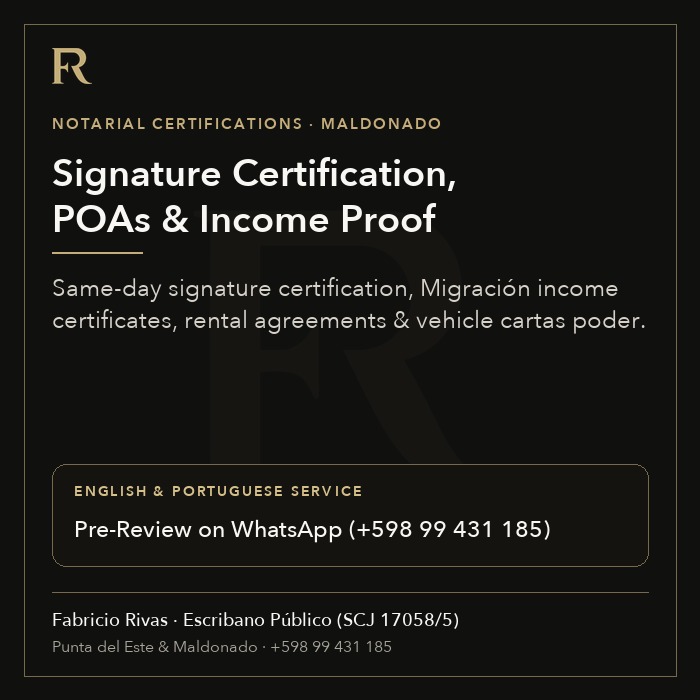 FR
NOTARIAL CERTIFICATIONS · MALDONADO
Signature Certification,
POAs & Income Proof
Same-day signature certification, Migración income
certificates, rental agreements & vehicle cartas poder.
ENGLISH & PORTUGUESE SERVICE
Pre-Review on WhatsApp (+598 99 431 185)
Fabricio Rivas · Escribano Público (SCJ 17058/5)
Punta del Este & Maldonado · +598 99 431 185